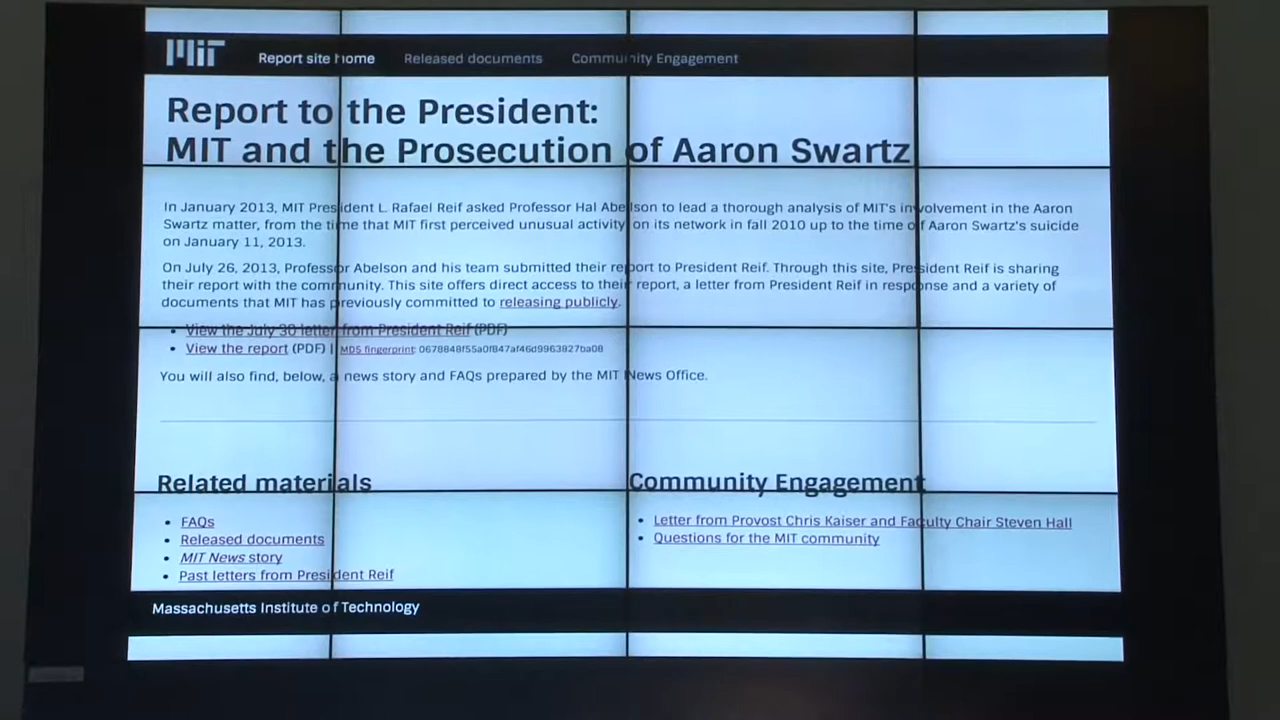 MIT
Report site home Released documents Community Engagement
Report to the President:
MIT and the Prosecution of Aaron Swartz
In January 2013, MIT President L. Rafael Reif asked Professor Hal Abelson to lead a thorough analysis of MIT's involvement in the Aaron
Swartz matter, from the time that MIT first perceived unusual activity on its network in fall 2010 up to the time of Aaron Swartz's suicide
on January 11, 2013.
On July 26, 2013, Professor Abelson and his team submitted their report to President Reif. Through this site, President Reif is sharing
their report with the community. This site offers direct access to their report, a letter from President Reif in response and a variety of
documents that MIT has previously committed to releasing publicly.
• View the July 30 letter from President Reif (PDF)
• View the report (PDF) | MD5 fingerprint:
You will also find, below, a news story and FAQs prepared by the MIT News Office.
Related materials
• FAQs
• Released documents
• MIT News story
• Past letters from President Reif
Community Engagement
• Letter from Provost Chris Kaiser and Faculty Chair Steven Hall
• Questions for the MIT community
Massachusetts Institute of Technology